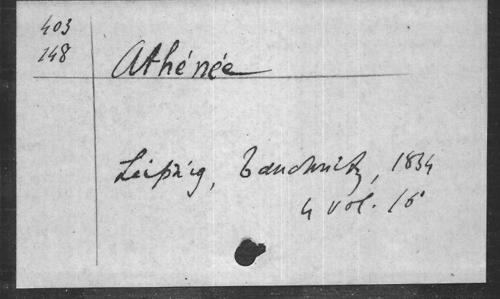 403
148
Athénée
Leipzig, Tauchnitz, 1834
4 vol. 16°